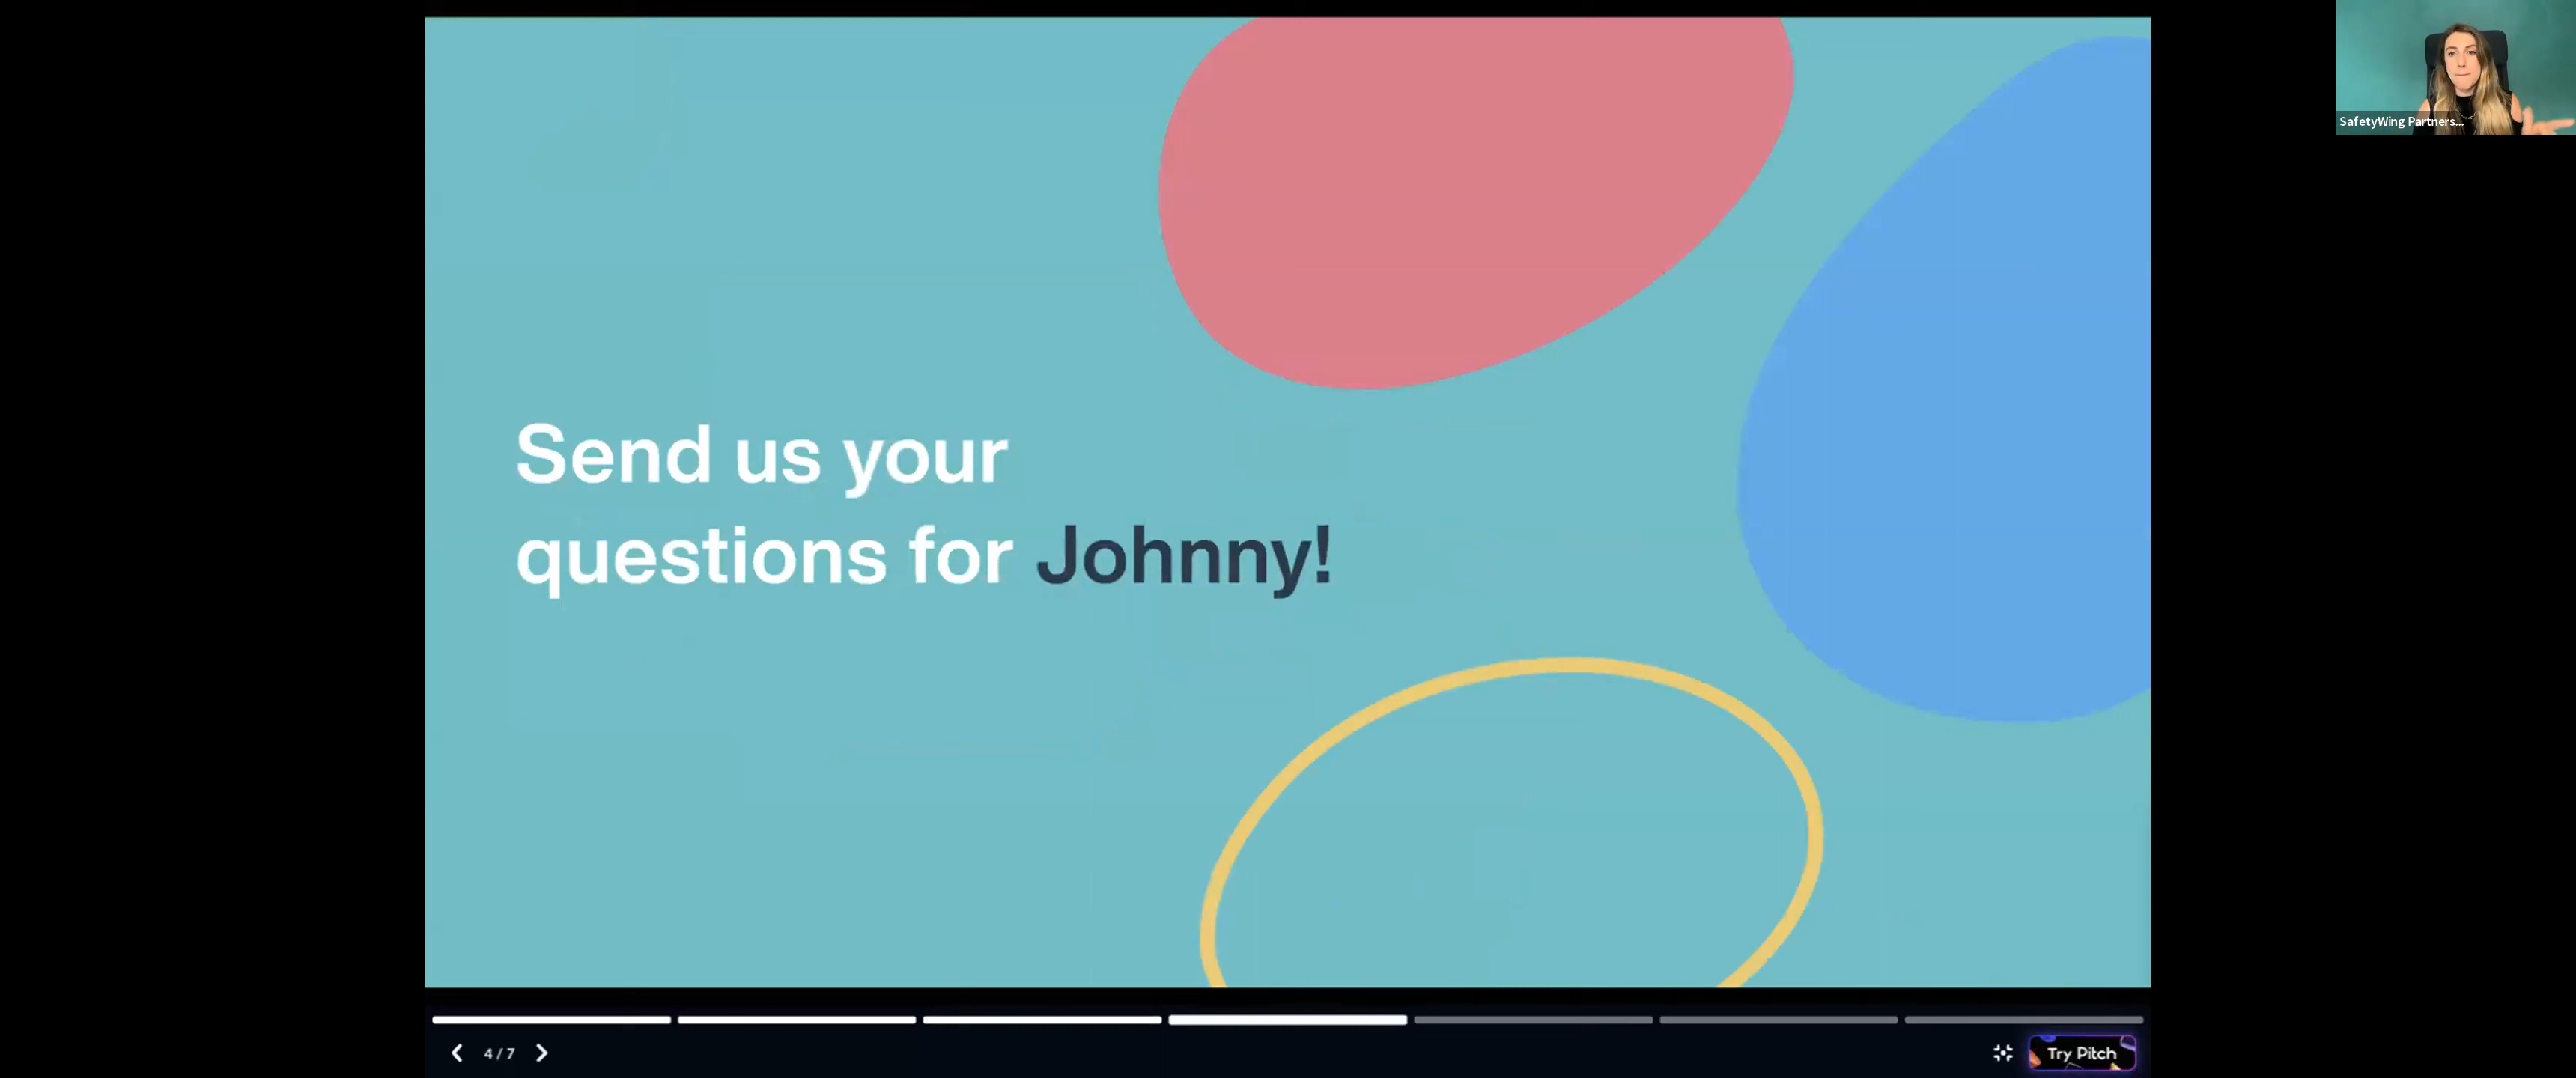 SafetyWing Partners...
Send us your
questions for Johnny!
4 / 7
Try Pitch